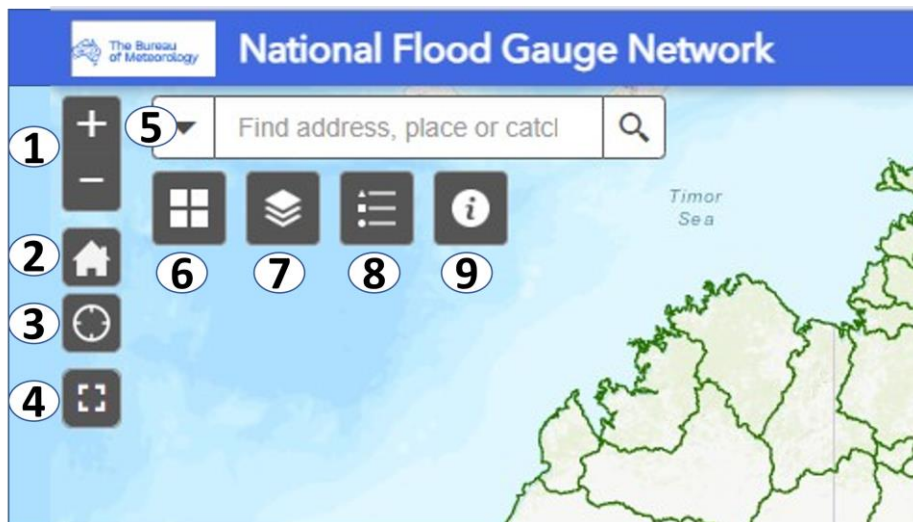 The Bureau
of Meteorology
National Flood Gauge Network
1
5
Find address, place or catcl
Timor
Sea
2
6
7
8
9
3
4